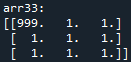 arr33:
[[999.   1.   1.]
 [  1.   1.   1.]
 [  1.   1.   1.]]